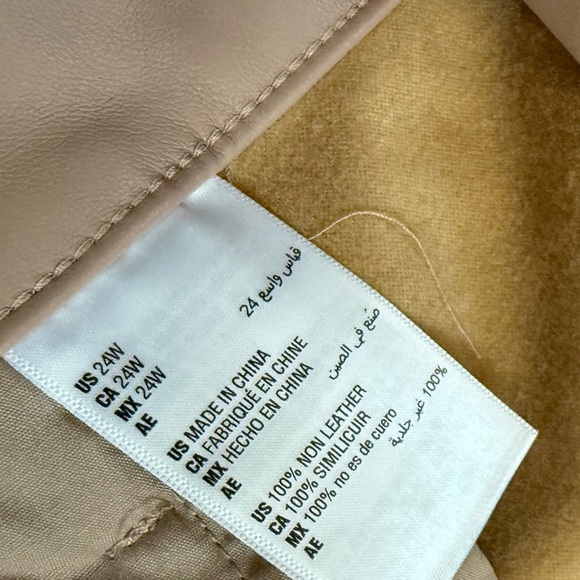 US 24W
CA 24W
MX 24W
AE قياس واسع 24
US MADE IN CHINA
CA FABRIQUÉ EN CHINE
MX HECHO EN CHINA
AE صُنع في الصين
US 100% NON LEATHER
CA 100% SIMILICUIR
MX 100% no es de cuero
AE 100% غير جلدية